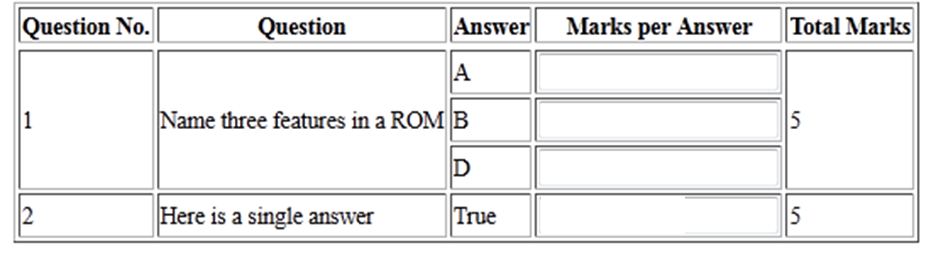 Question No. Question Answer Marks per Answer Total Marks
A
1 Name three features in a ROM B 5
D
2 Here is a single answer True 5